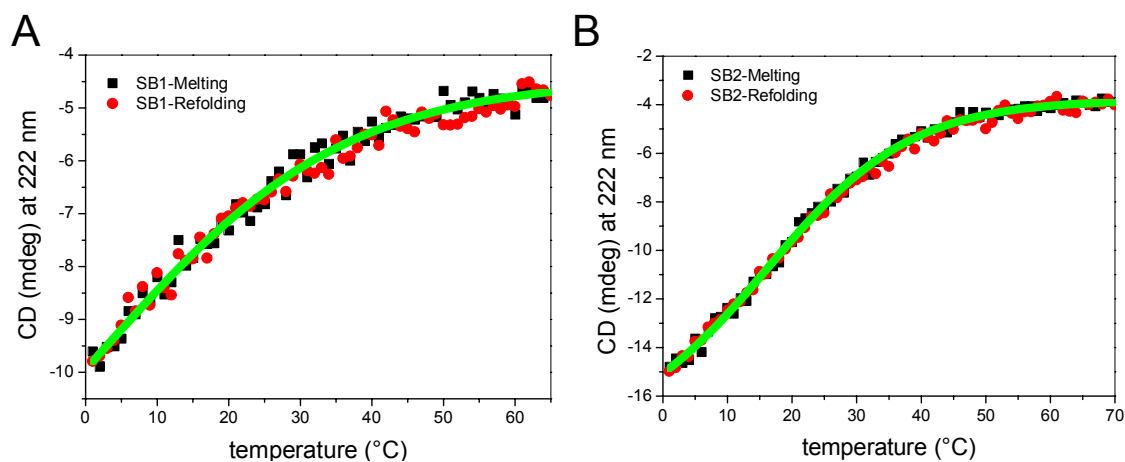 A
SB1-Melting
SB1-Refolding
CD (mdeg) at 222 nm
-4
-5
-6
-7
-8
-9
-10
0 10 20 30 40 50 60
temperature (°C)
B
SB2-Melting
SB2-Refolding
CD (mdeg) at 222 nm
-2
-4
-6
-8
-10
-12
-14
-16
0 10 20 30 40 50 60 70
temperature (°C)